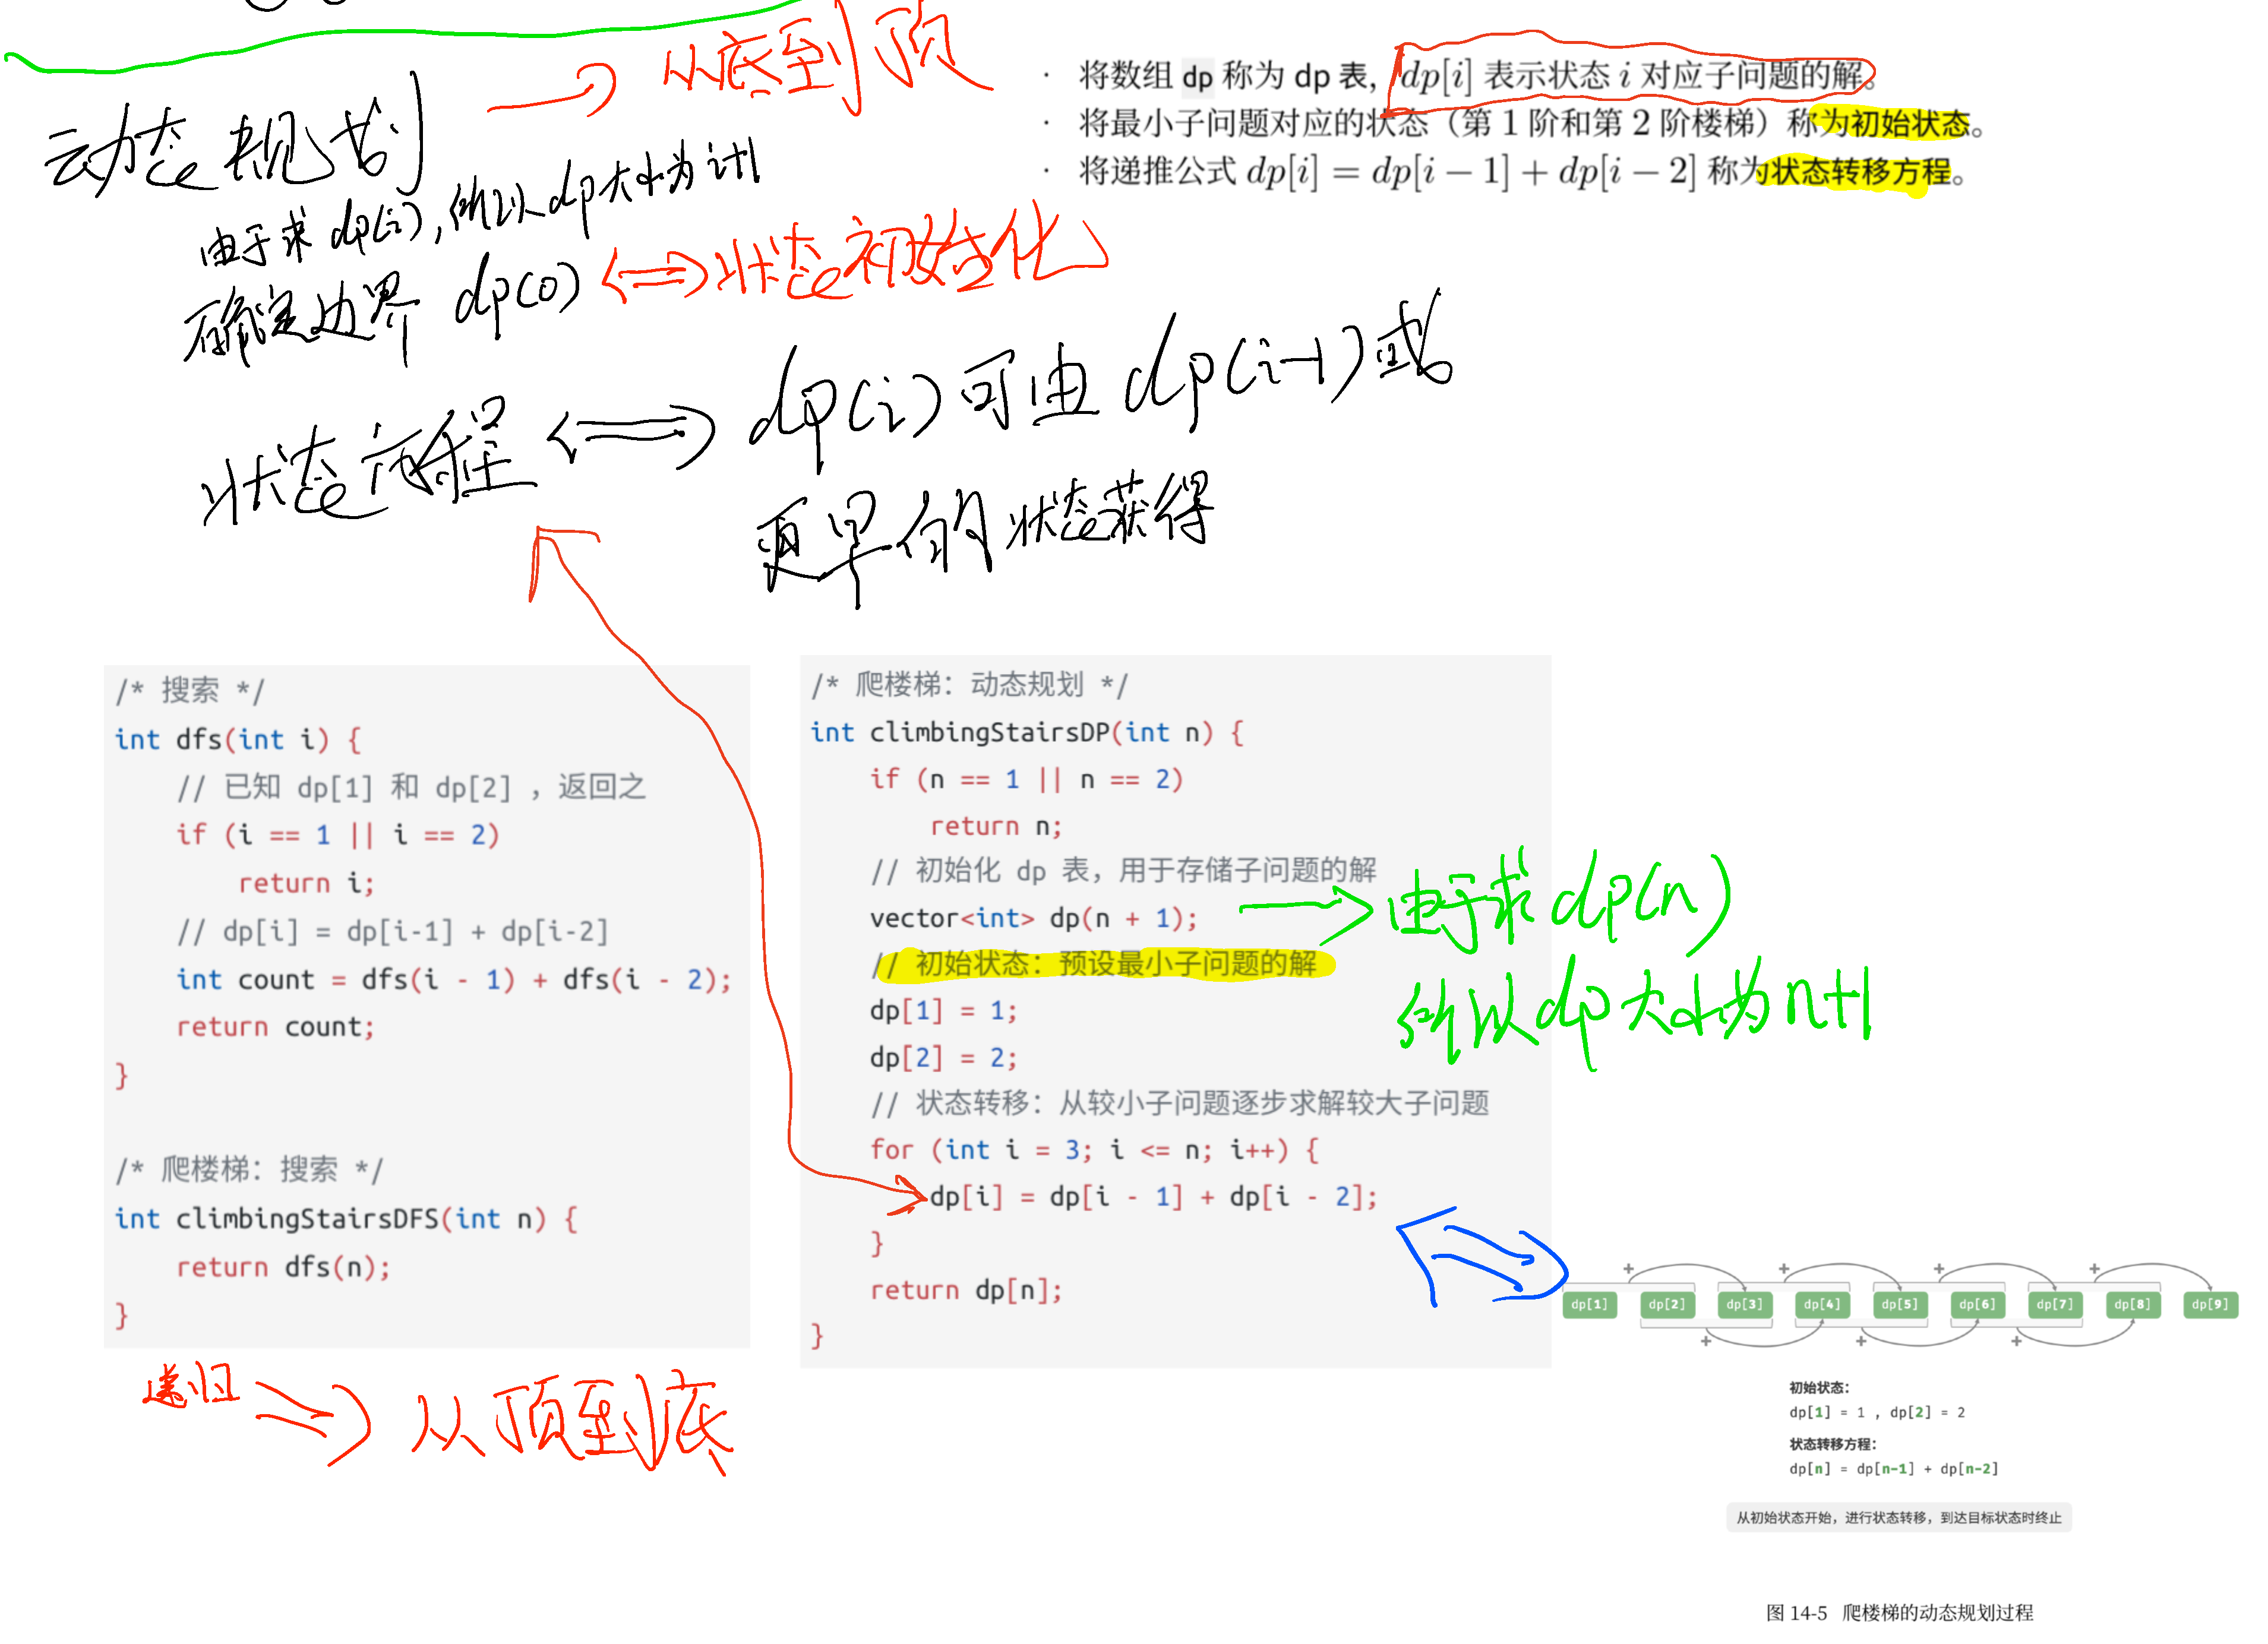 动态规划 → 从底到顶
由于求dp(i),所以dp大小为i+1
确定边界 dp(0) <=> 状态初始化
状态方程 <=> dp(i)可由dp(i-1)或
更早的状态获得
· 将数组 dp 称为 dp 表,dp[i] 表示状态 i 对应子问题的解。
· 将最小子问题对应的状态(第 1 阶和第 2 阶楼梯)称为初始状态。
· 将递推公式 dp[i] = dp[i − 1] + dp[i − 2] 称为状态转移方程。
/* 搜索 */
int dfs(int i) {
    // 已知 dp[1] 和 dp[2] ,返回之
    if (i == 1 || i == 2)
        return i;
    // dp[i] = dp[i-1] + dp[i-2]
    int count = dfs(i - 1) + dfs(i - 2);
    return count;
}
/* 爬楼梯:搜索 */
int climbingStairsDFS(int n) {
    return dfs(n);
}
递归 => 从顶到底
/* 爬楼梯:动态规划 */
int climbingStairsDP(int n) {
    if (n == 1 || n == 2)
        return n;
    // 初始化 dp 表,用于存储子问题的解
    vector<int> dp(n + 1);
    // 初始状态:预设最小子问题的解
    dp[1] = 1;
    dp[2] = 2;
    // 状态转移:从较小子问题逐步求解较大子问题
    for (int i = 3; i <= n; i++) {
        dp[i] = dp[i - 1] + dp[i - 2];
    }
    return dp[n];
}
→ 由于求dp(n)
所以dp大小为n+1
+ + + +
dp[1] dp[2] dp[3] dp[4] dp[5] dp[6] dp[7] dp[8] dp[9]
+ + +
初始状态:
dp[1] = 1 , dp[2] = 2
状态转移方程:
dp[n] = dp[n-1] + dp[n-2]
从初始状态开始,进行状态转移,到达目标状态时终止
图 14-5 爬楼梯的动态规划过程